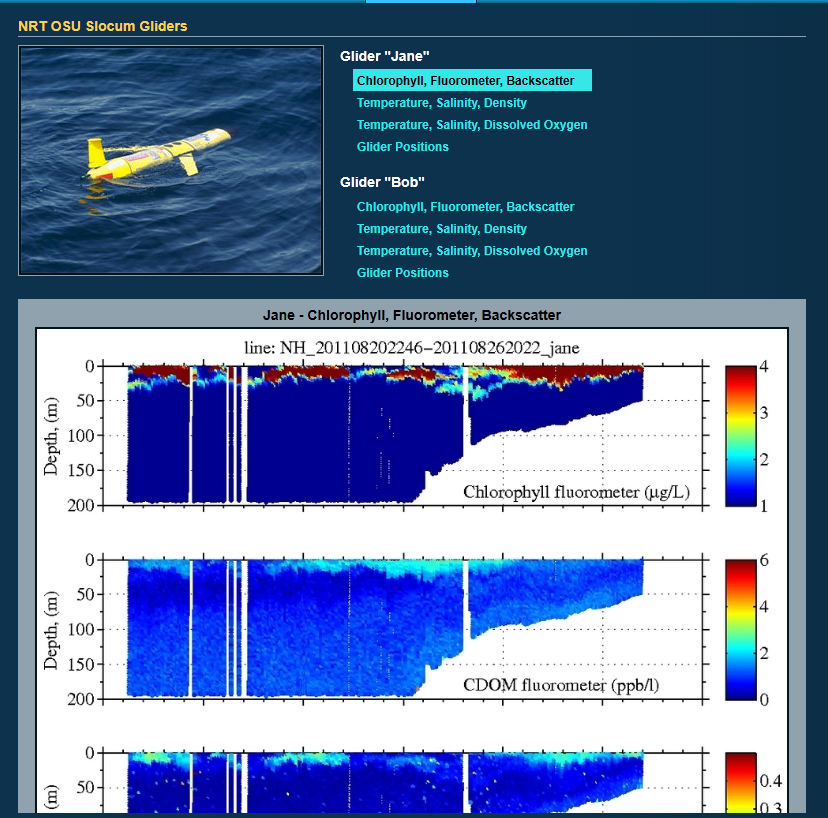 NRT OSU Slocum Gliders
Glider "Jane"
Chlorophyll, Fluorometer, Backscatter
Temperature, Salinity, Density
Temperature, Salinity, Dissolved Oxygen
Glider Positions
Glider "Bob"
Chlorophyll, Fluorometer, Backscatter
Temperature, Salinity, Density
Temperature, Salinity, Dissolved Oxygen
Glider Positions
Jane - Chlorophyll, Fluorometer, Backscatter
line: NH_201108202246−201108262022_jane
0
50
100
150
200
Depth, (m)
Chlorophyll fluorometer (µg/L)
4
3
2
1
0
50
100
150
200
Depth, (m)
CDOM fluorometer (ppb/l)
6
4
2
0
0
50
(m)
0.4
0.3